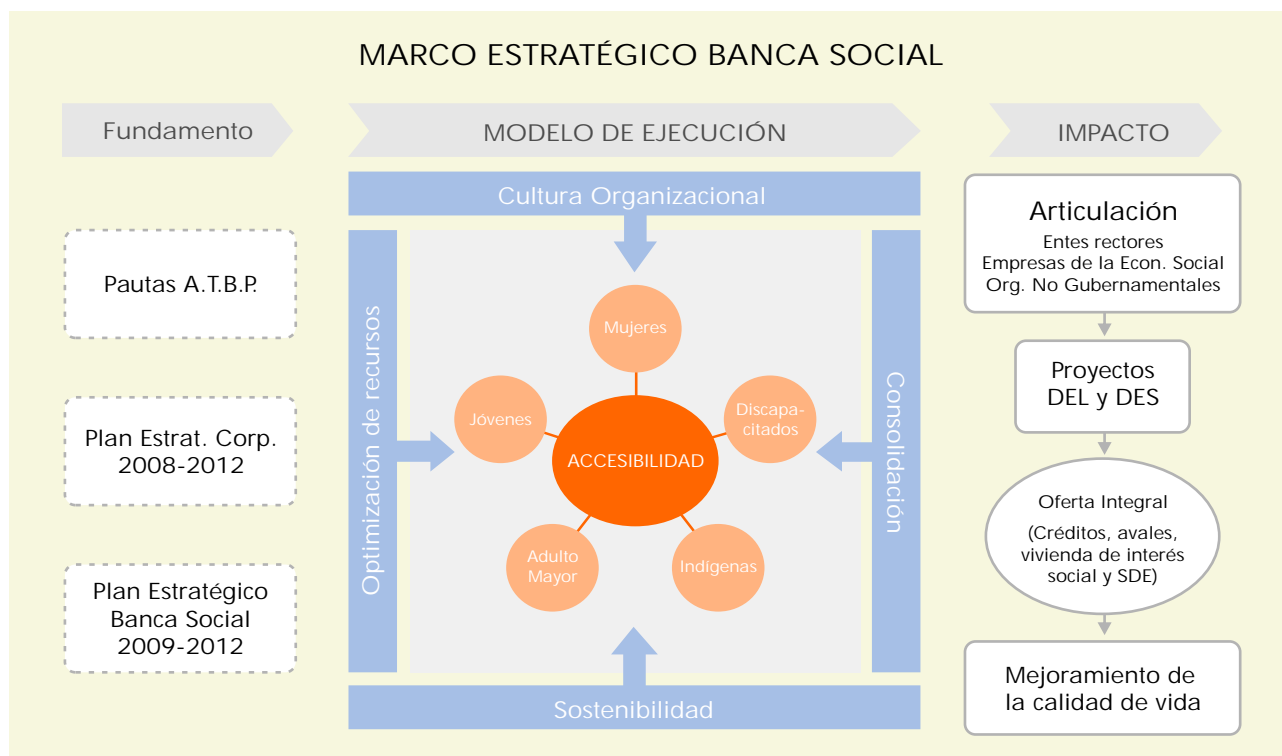 MARCO ESTRATÉGICO BANCA SOCIAL
Fundamento
Pautas A.T.B.P.
Plan Estrat. Corp.
2008-2012
Plan Estratégico
Banca Social
2009-2012
MODELO DE EJECUCIÓN
Cultura Organizacional
Optimización de recursos
Mujeres
Jóvenes
Discapa-
citados
ACCESIBILIDAD
Adulto
Mayor
Indígenas
Consolidación
Sostenibilidad
IMPACTO
Articulación
Entes rectores
Empresas de la Econ. Social
Org. No Gubernamentales
Proyectos
DEL y DES
Oferta Integral
(Créditos, avales,
vivienda de interés
social y SDE)
Mejoramiento de
la calidad de vida